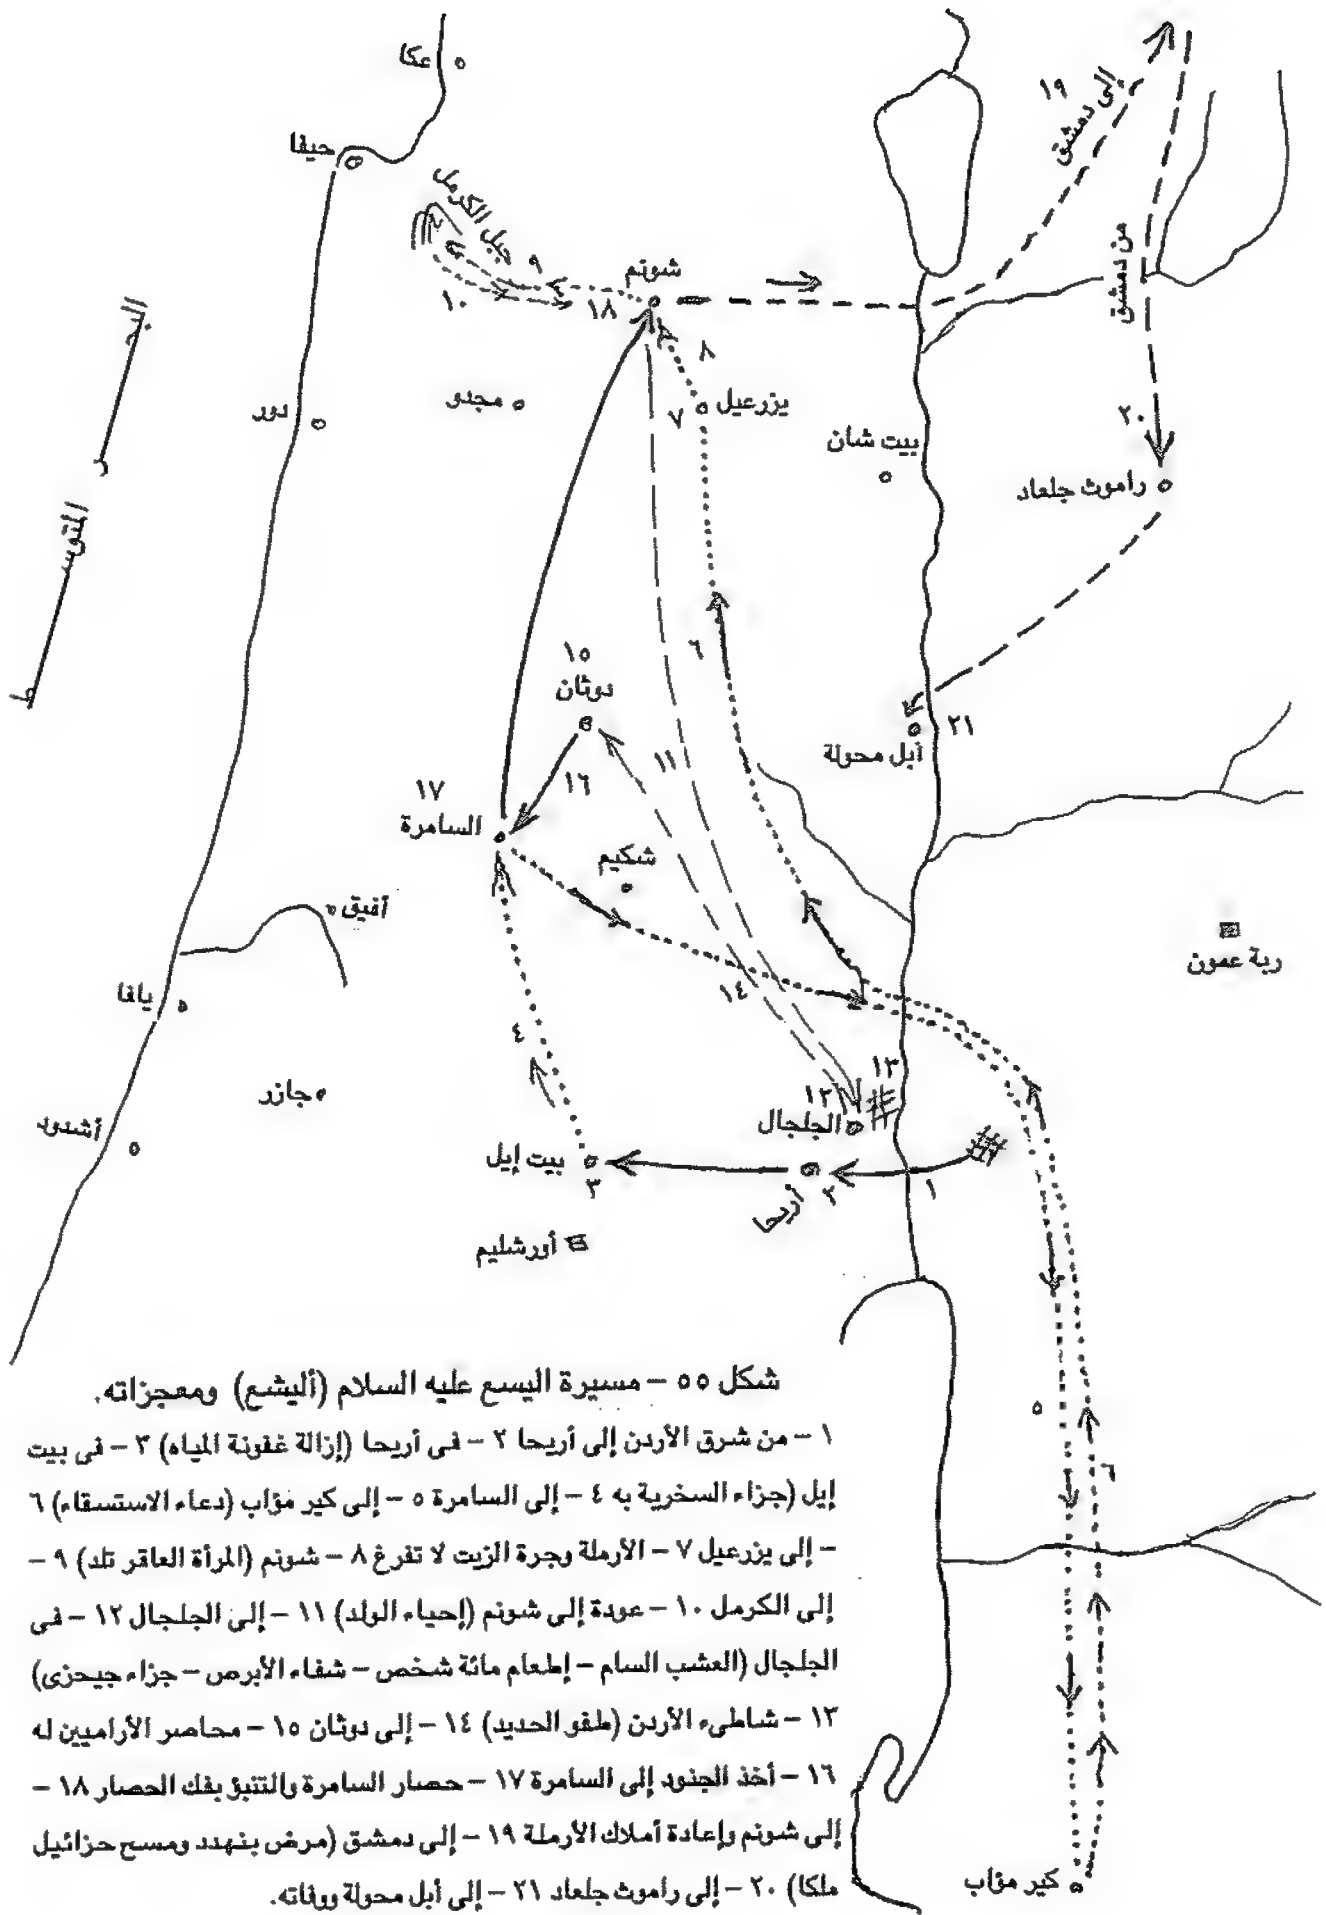 عكا
حيفا
جبل الكرمل
٩
١٠
١٨
شونم
١٩
إلى دمشق
من دمشق
٨
٧
يزرعيل
مجدو
دور
بيت شان
٢٠
راموث جلعاد
البحر
المتوسط
٦
١٥
دوثان
١١
١٦
٢١
أبل محولة
١٧
السامرة
شكيم
أفيق
ربة عمون
يافا
١٤
٤
١٣
١٢
جازر
الجلجال
أشدود
بيت إيل
٣
أريحا
٢
١
أورشليم
٥
٦
كير مؤاب
شكل ٥٥ – مسيرة اليسع عليه السلام (أليشع) ومعجزاته.
١ – من شرق الأردن إلى أريحا ٢ – فى أريحا (إزالة غفونة المياه) ٣ – فى بيت
إيل (جزاء السخرية به ٤ – إلى السامرة ٥ – إلى كير مؤاب (دعاء الاستسقاء) ٦
– إلى يزرعيل ٧ – الأرملة وجرة الزيت لا تفرغ ٨ – شونم (المرأة العاقر تلد) ٩ –
إلى الكرمل ١٠ – عودة إلى شونم (إحياء الولد) ١١ – إلى الجلجال ١٢ – فى
الجلجال (العشب السام – إطعام مائة شخص – شفاء الأبرص – جزاء جيحزى)
١٣ – شاطىء الأردن (طفو الحديد) ١٤ – إلى دوثان ١٥ – محاصر الأراميين له
١٦ – أخذ الجنود إلى السامرة ١٧ – حصار السامرة والتنبؤ بفك الحصار ١٨ –
إلى شونم وإعادة أملاك الأرملة ١٩ – إلى دمشق (مرض بنهدد ومسح حزائيل
ملكا) ٢٠ – إلى راموث جلعاد ٢١ – إلى أبل محولة ووفاته.